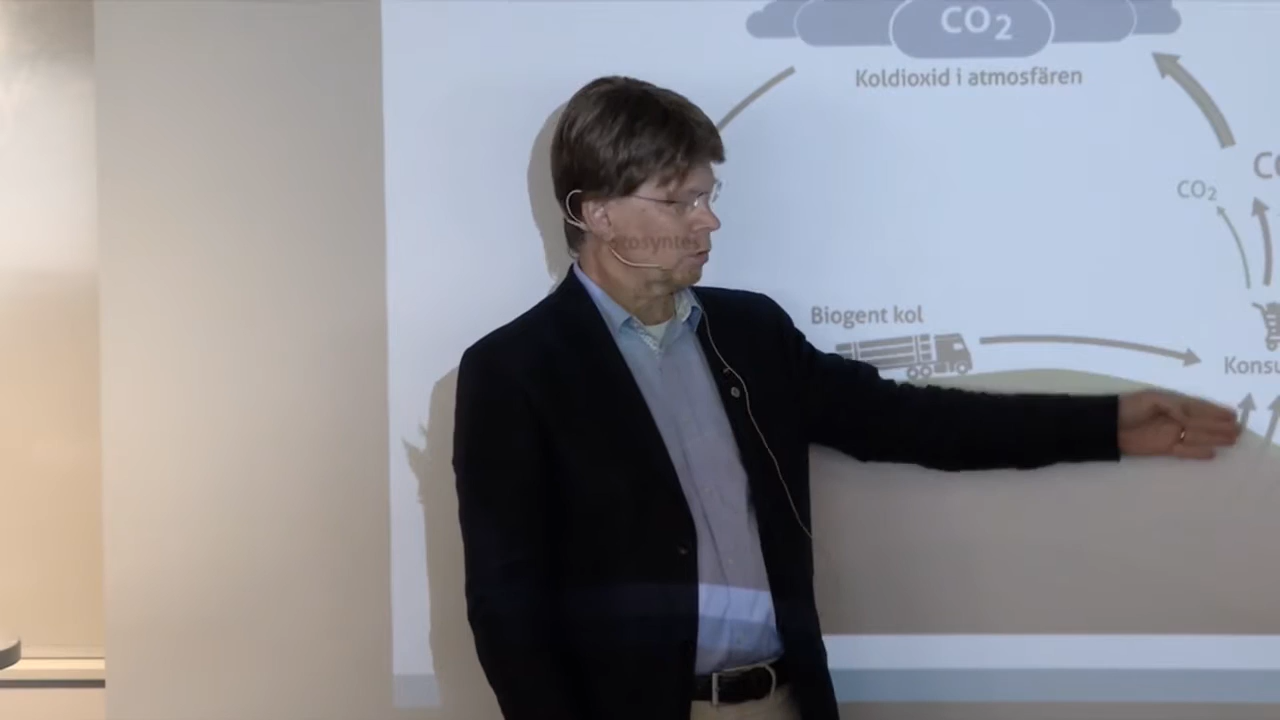 CO₂
Koldioxid i atmosfären
CO₂
Biogent kol